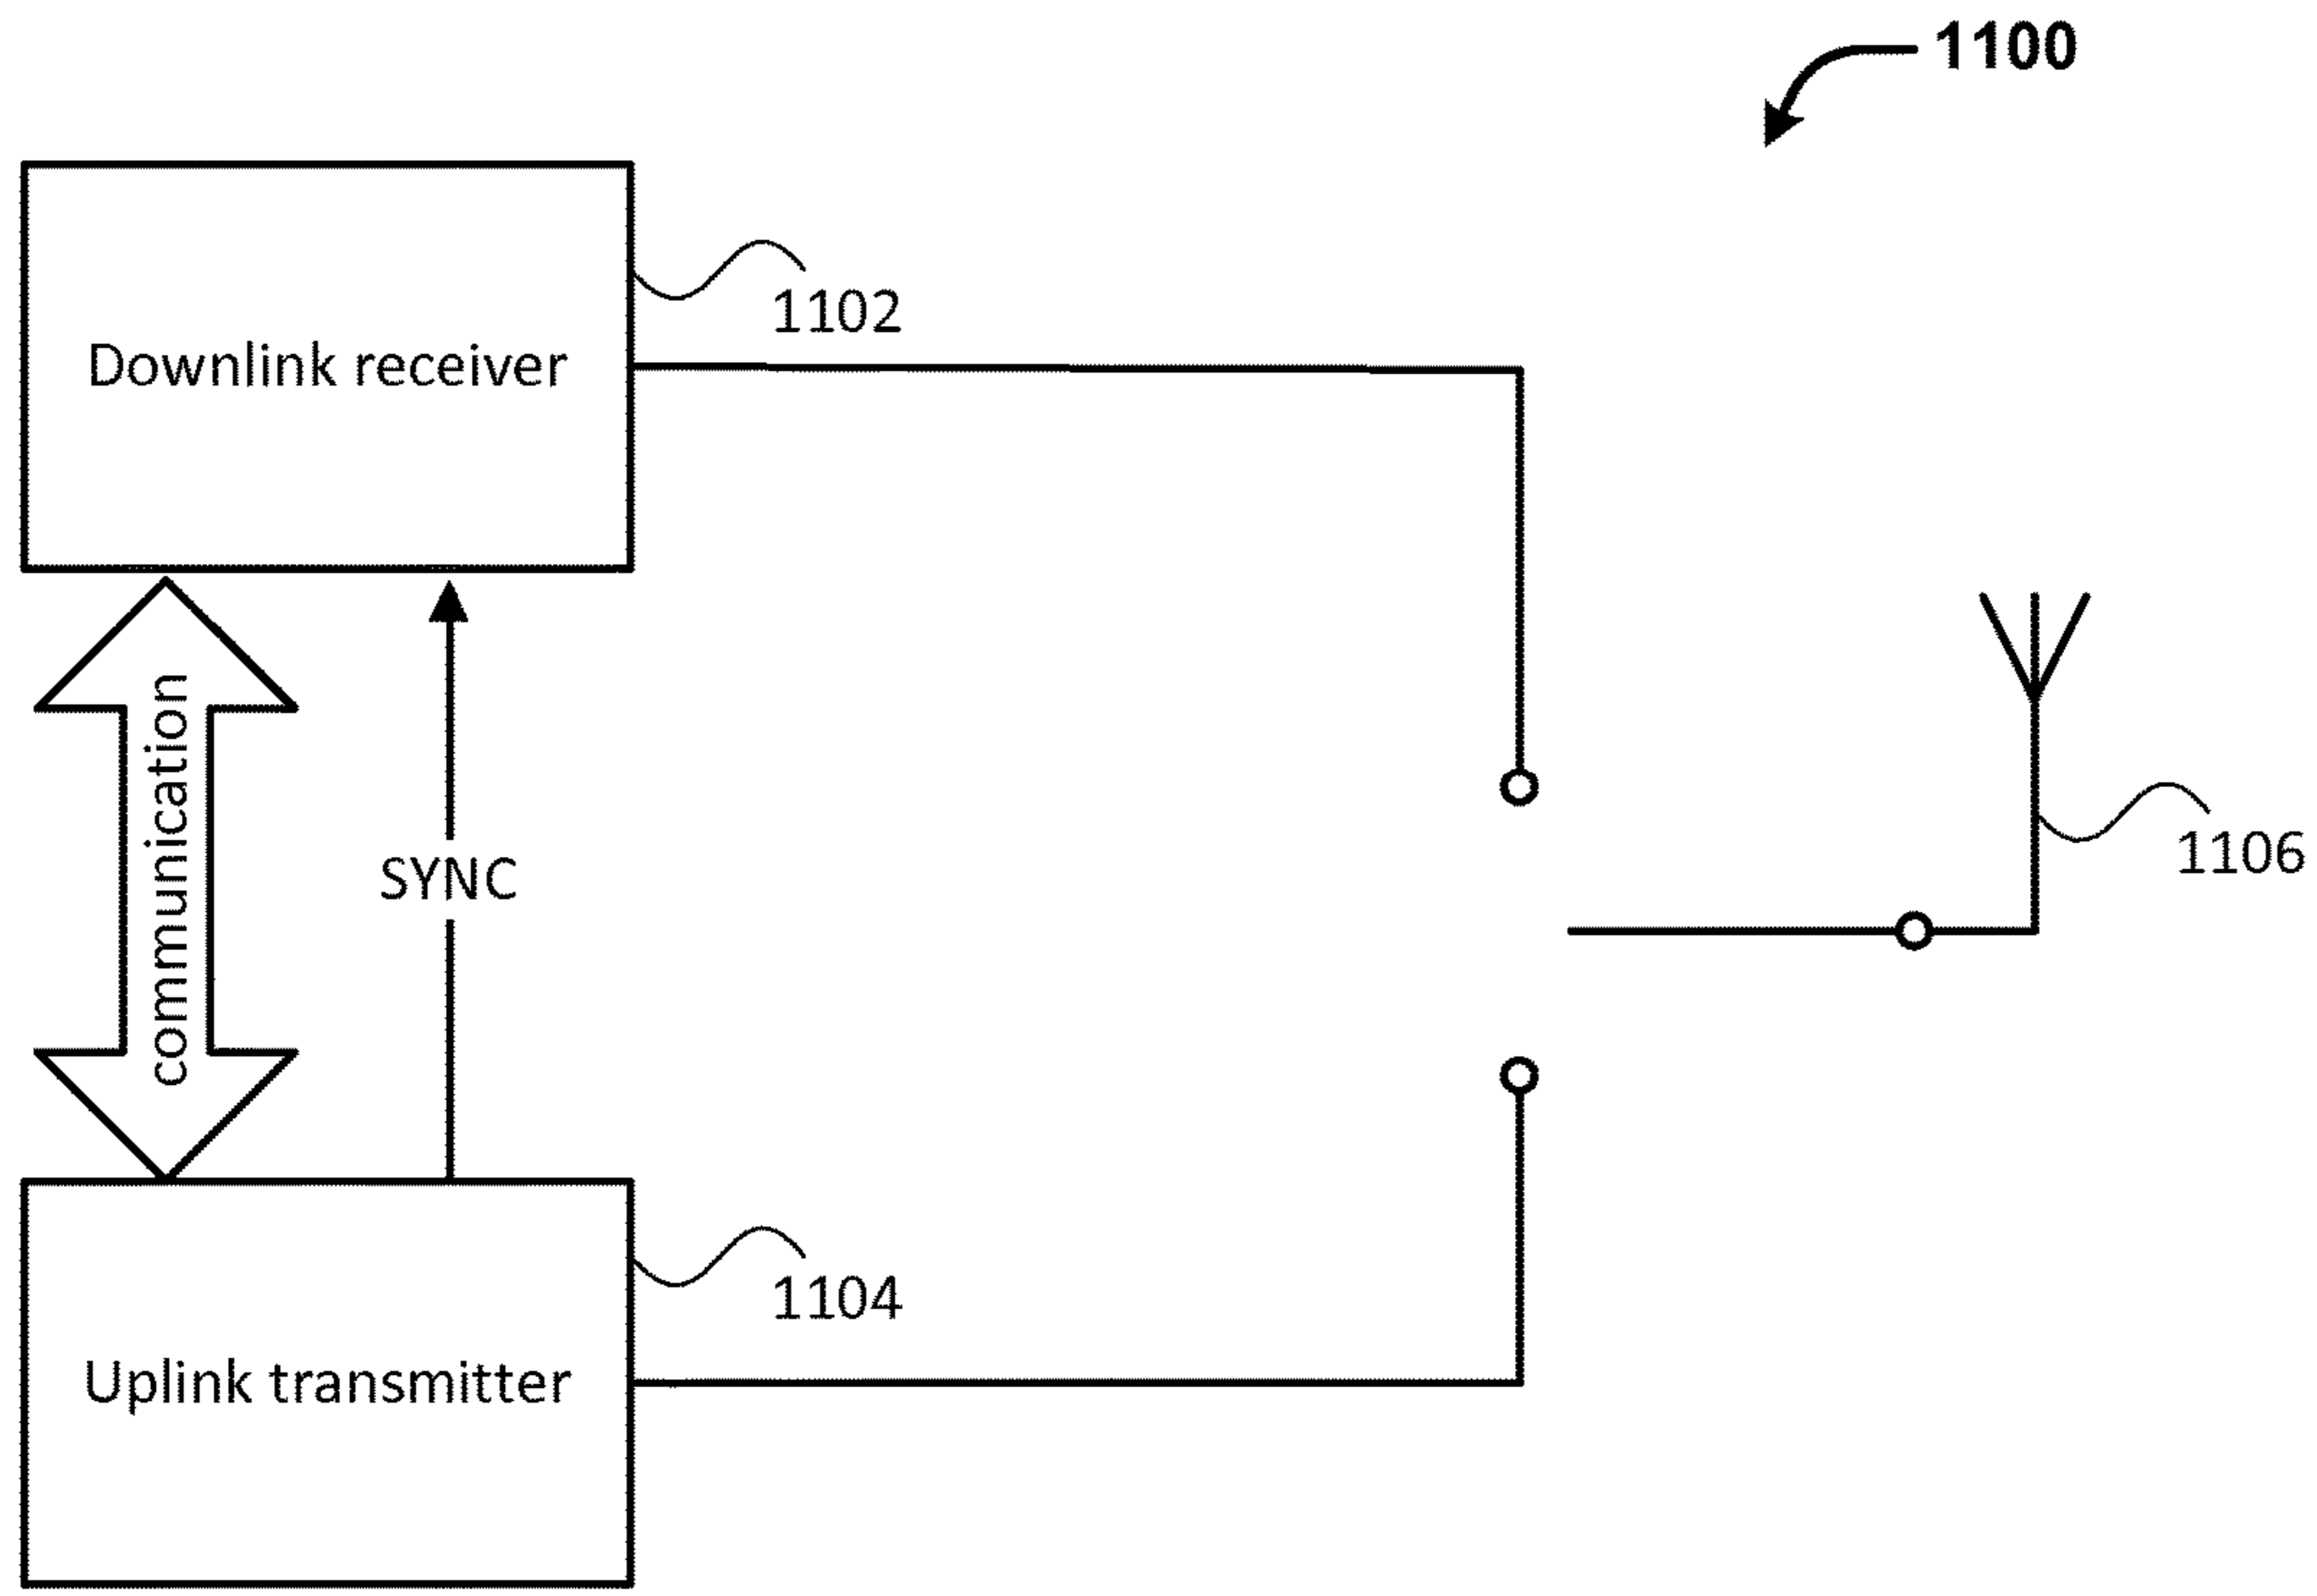 1100
1102
Downlink receiver
communication
SYNC
1106
1104
Uplink transmitter